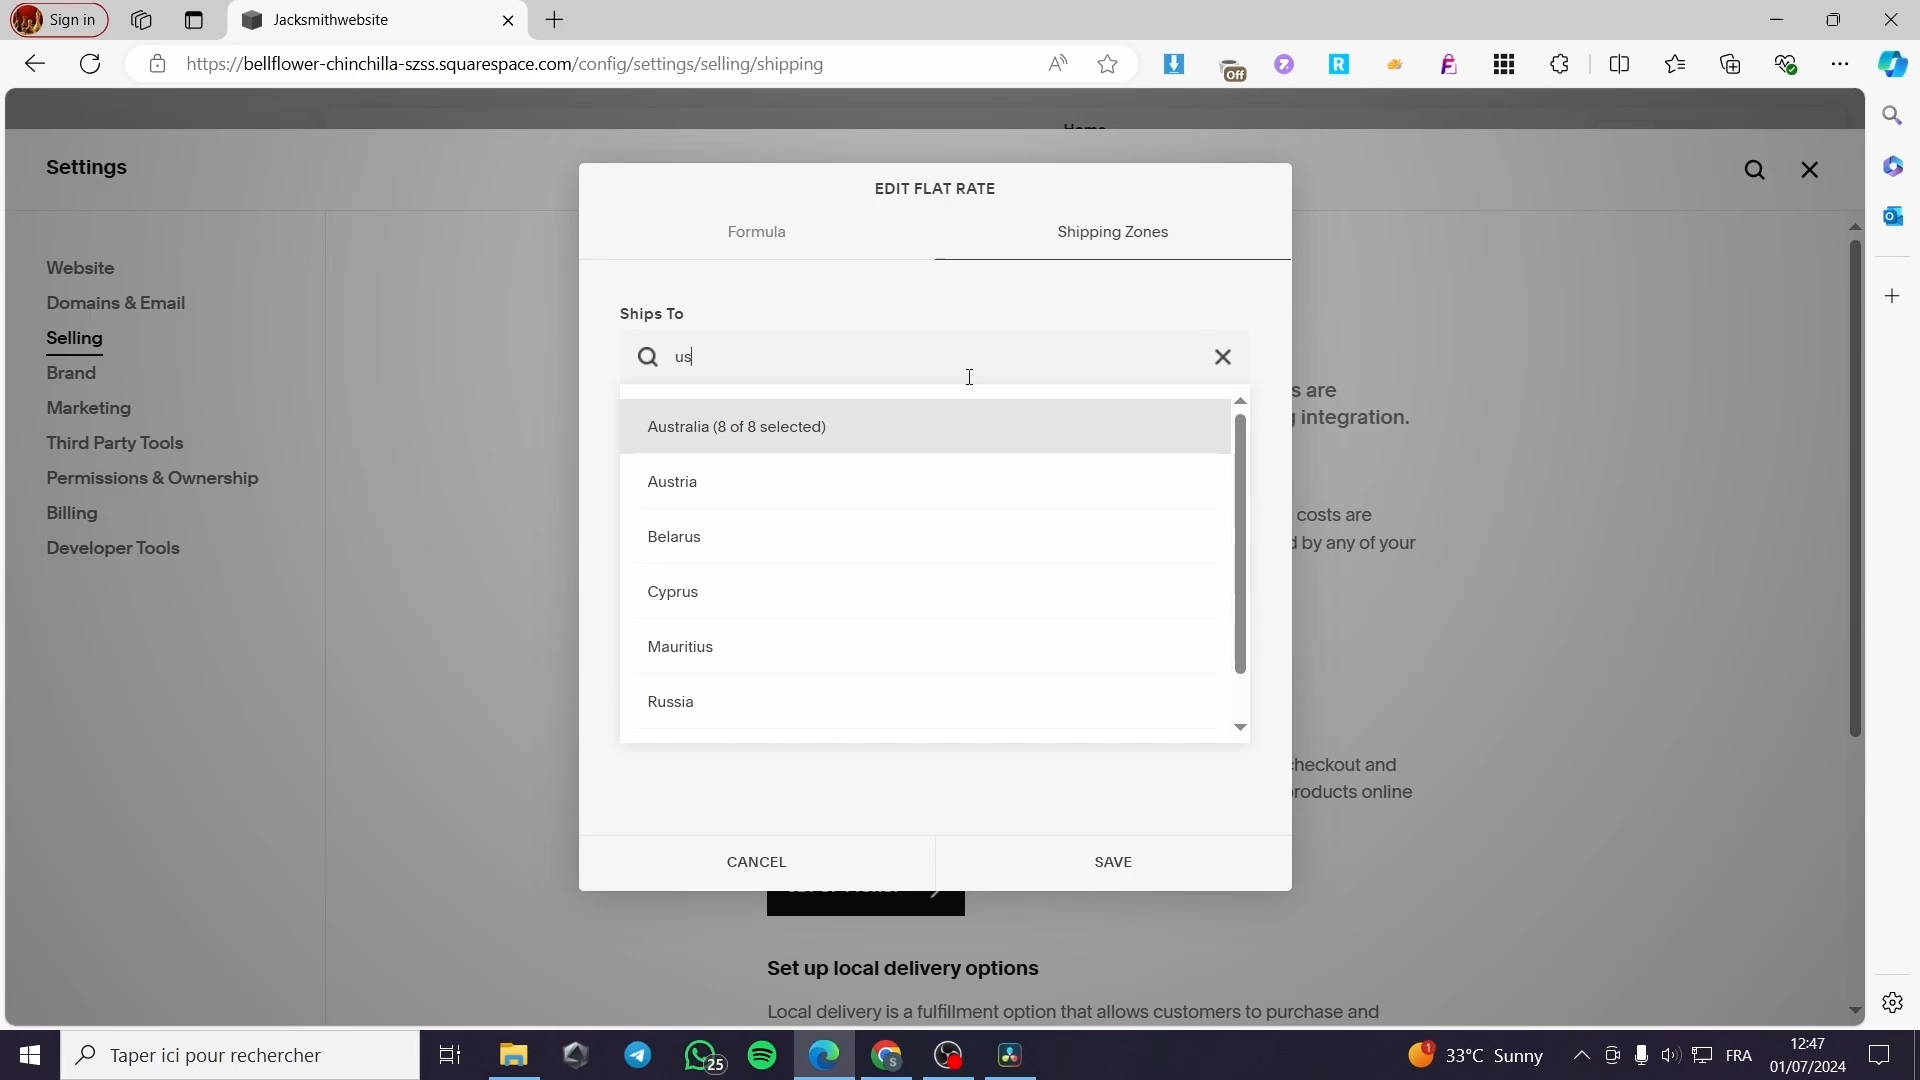 Sign in
Jacksmithwebsite
https://bellflower-chinchilla-szss.squarespace.com/config/settings/selling/shipping
Off
Settings
Website
Domains & Email
Selling
Brand
Marketing
Third Party Tools
Permissions & Ownership
Billing
Developer Tools
EDIT FLAT RATE
Formula
Shipping Zones
Ships To
us
Australia (8 of 8 selected)
Austria
Belarus
Cyprus
Mauritius
Russia
CANCEL
SAVE
s are
integration.
costs are
d by any of your
checkout and
products online
Set up local delivery options
Local delivery is a fulfillment option that allows customers to purchase and
Taper ici pour rechercher
25
1
33°C Sunny
FRA
12:47
01/07/2024